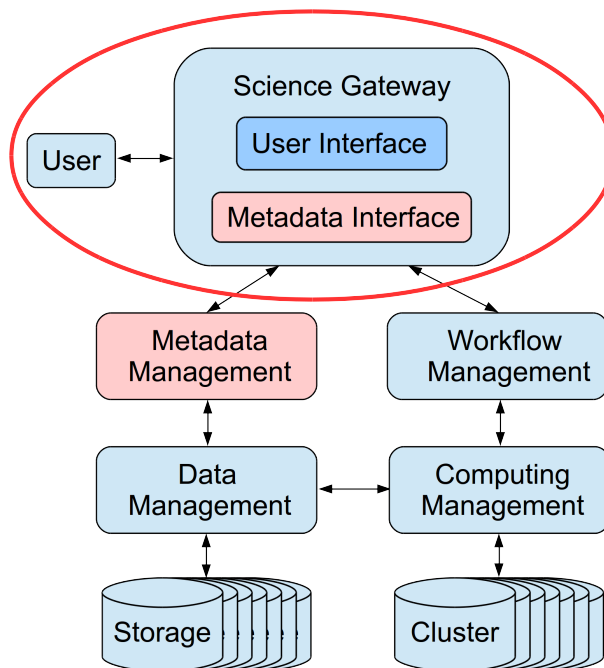 Science Gateway
User Interface
User
Metadata Interface
Metadata
Management
Workflow
Management
Data
Management
Computing
Management
Storage
Cluster